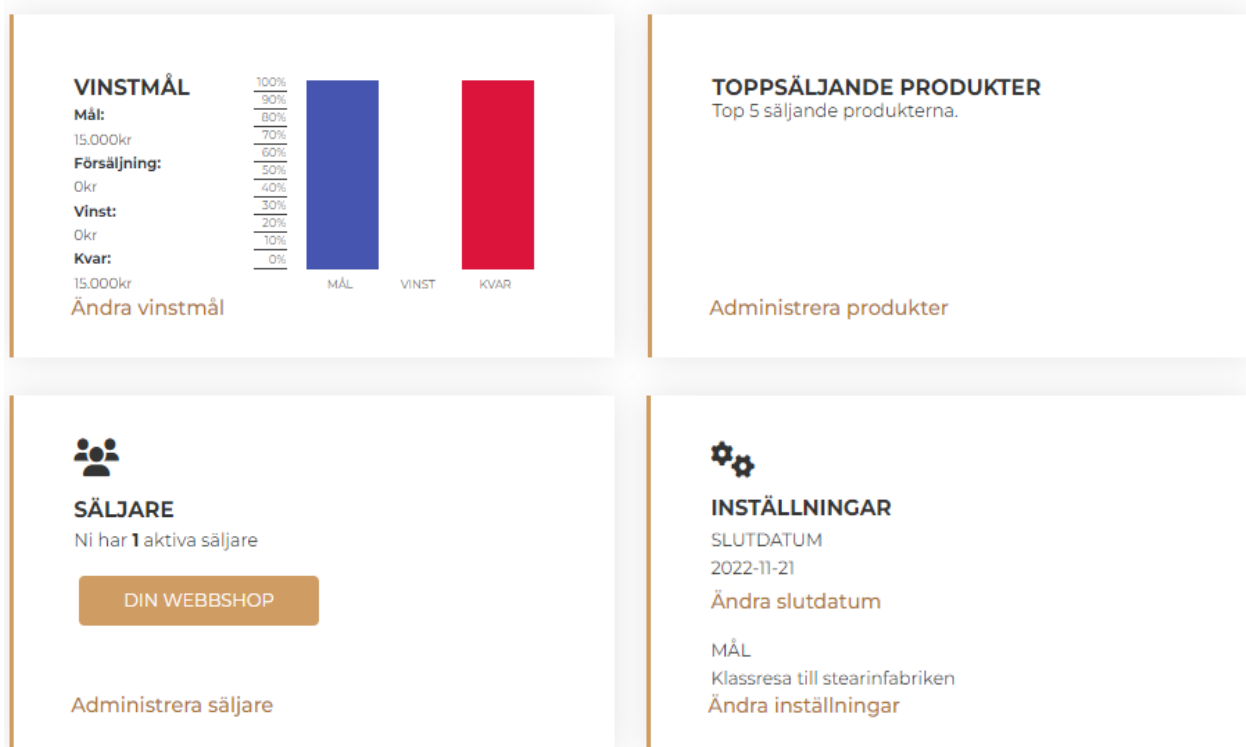 VINSTMÅL
Mål:
15.000kr
Försäljning:
0kr
Vinst:
0kr
Kvar:
15.000kr
Ändra vinstmål
100%
90%
80%
70%
60%
50%
40%
30%
20%
10%
0%
MÅL VINST KVAR
TOPPSÄLJANDE PRODUKTER
Top 5 säljande produkterna.
Administrera produkter
SÄLJARE
Ni har 1 aktiva säljare
DIN WEBBSHOP
Administrera säljare
INSTÄLLNINGAR
SLUTDATUM
2022-11-21
Ändra slutdatum
MÅL
Klassresa till stearinfabriken
Ändra inställningar